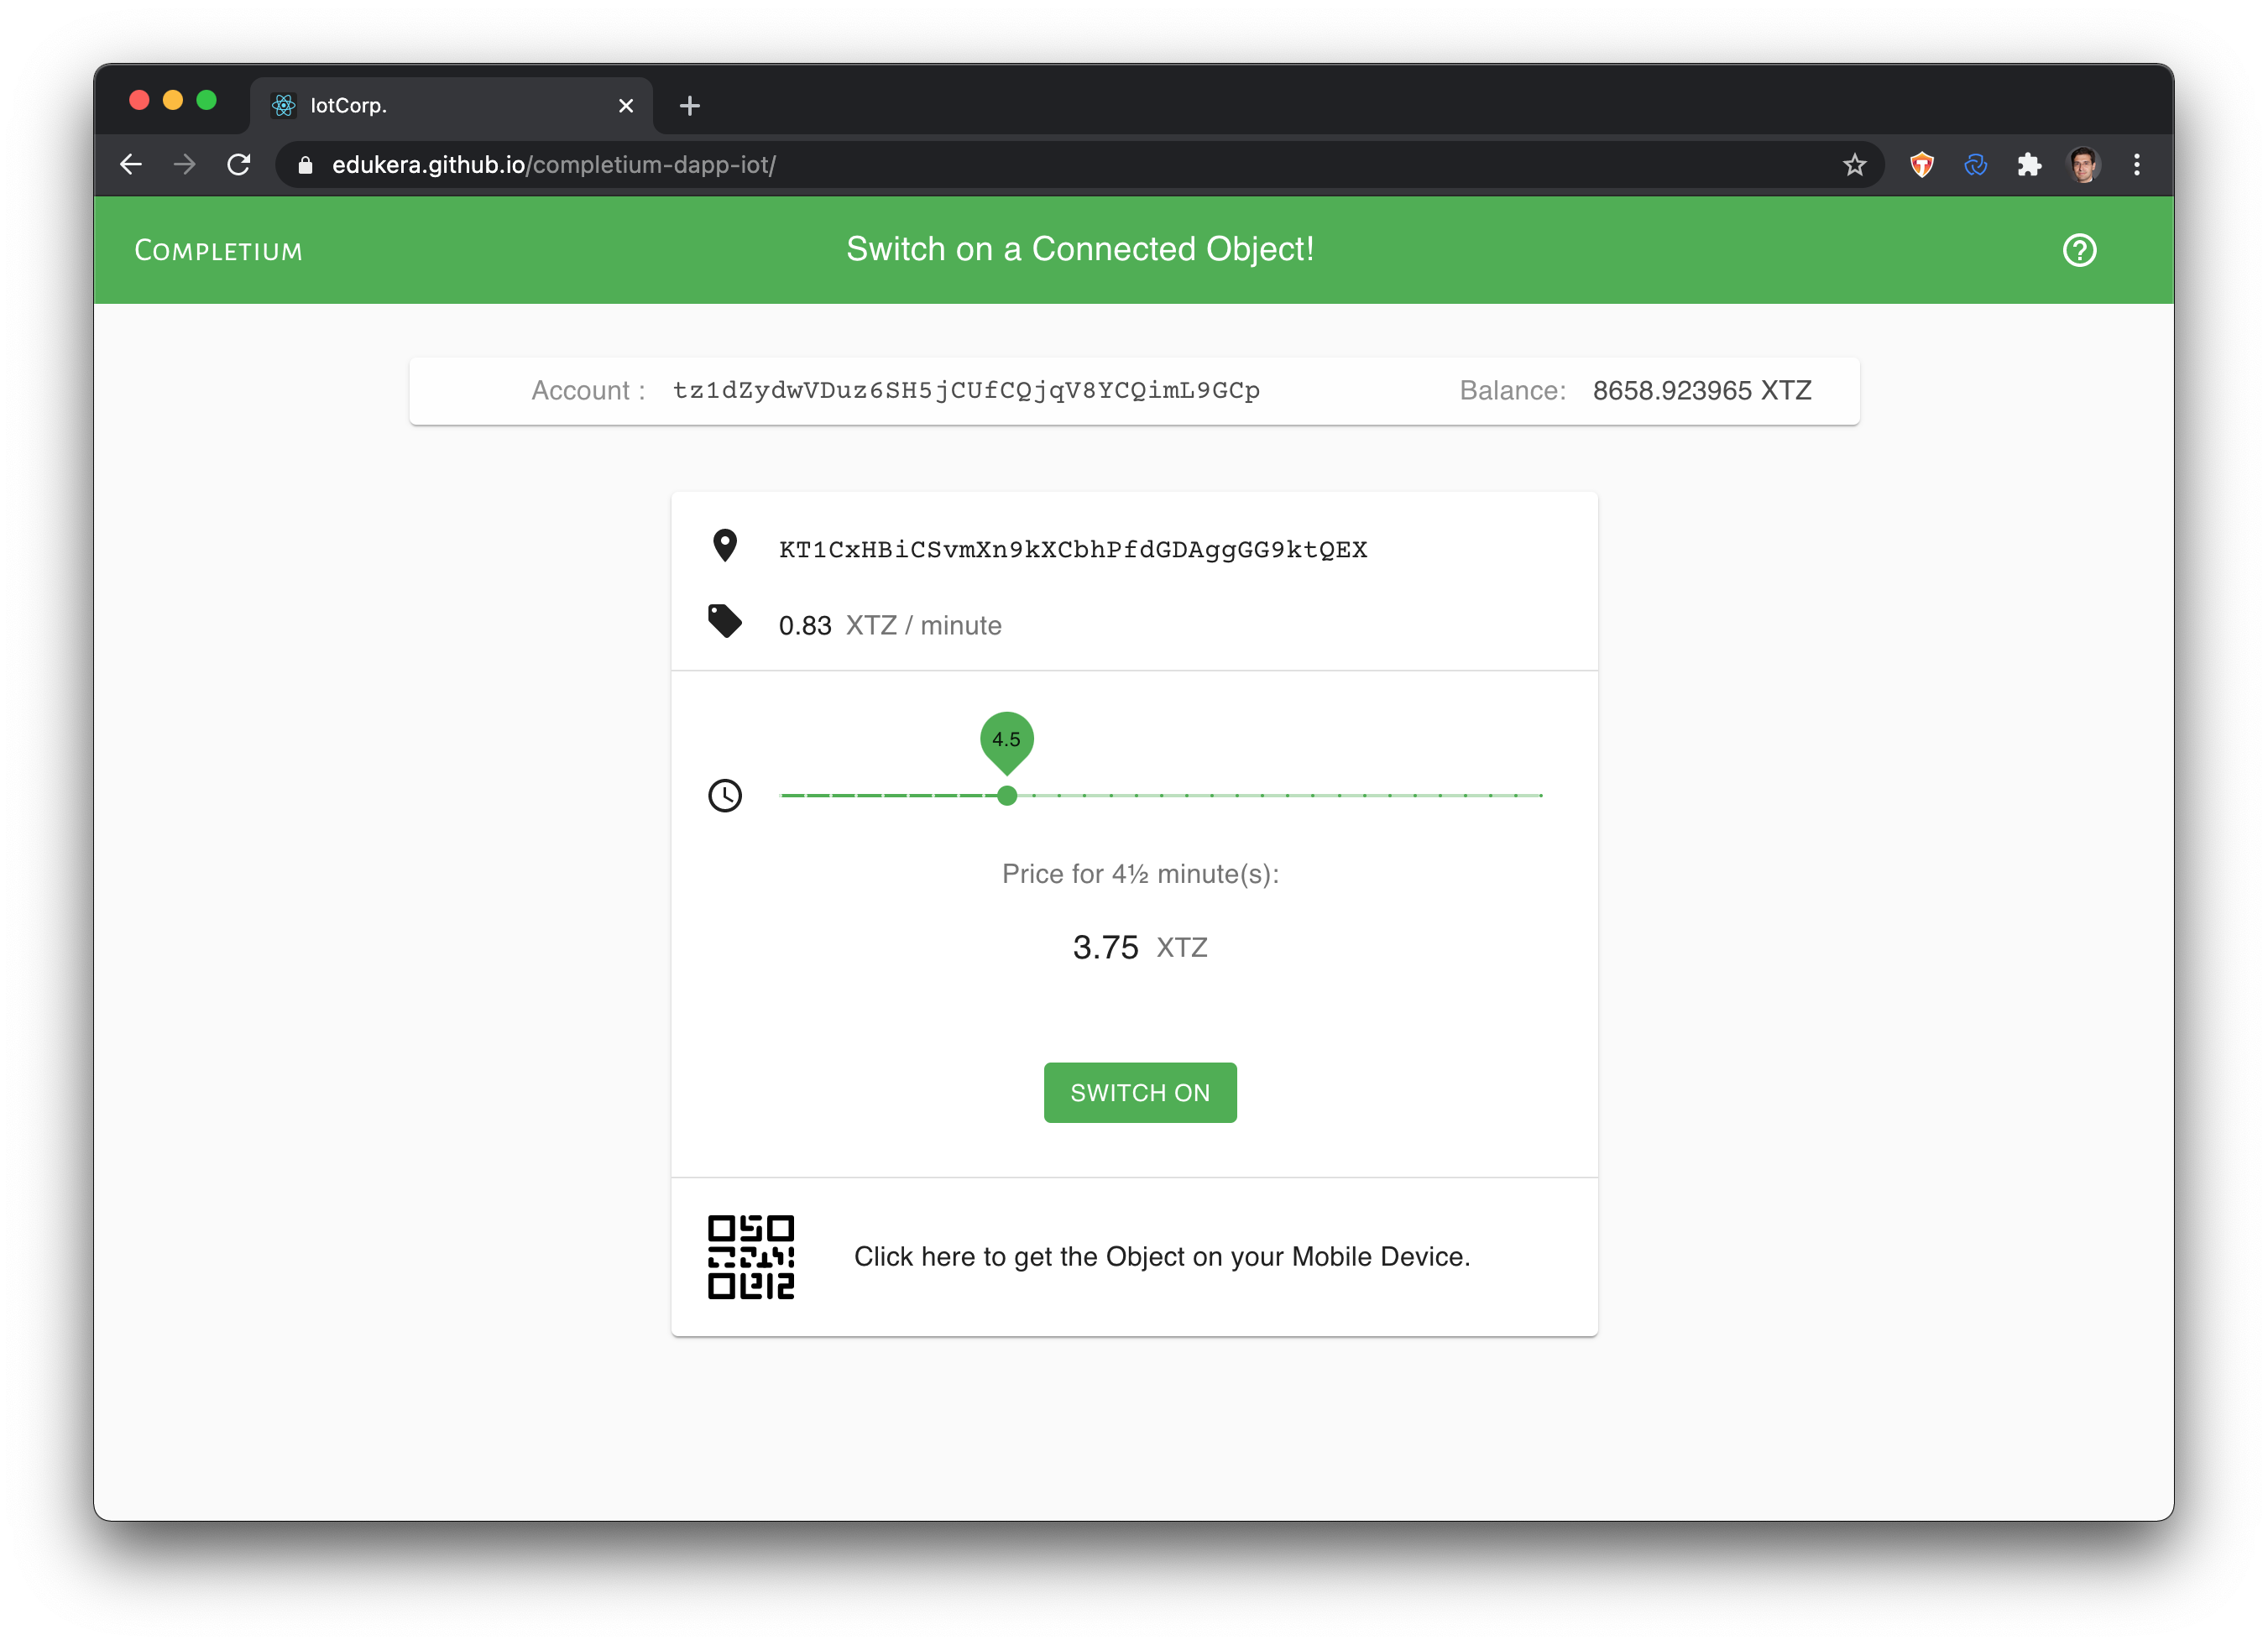 IotCorp.
edukera.github.io/completium-dapp-iot/
Completium
Switch on a Connected Object!
Account : tz1dZydwVDuz6SH5jCUfCQjqV8YCQimL9GCp Balance: 8658.923965 XTZ
KT1CxHBiCSvmXn9kXCbhPfdGDAggGG9ktQEX
0.83 XTZ / minute
4.5
Price for 4½ minute(s):
3.75 XTZ
SWITCH ON
Click here to get the Object on your Mobile Device.